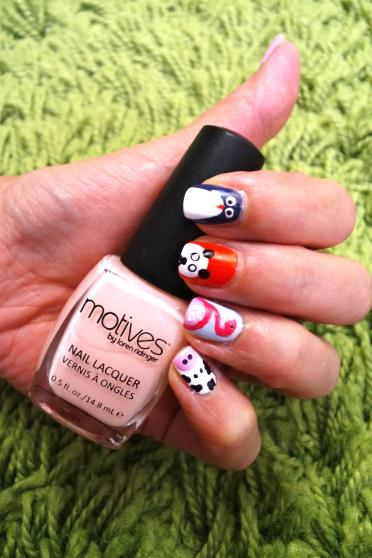 motives®
by loren ridinger
NAIL LACQUER
VERNIS À ONGLES
0.5 fl. oz. / 14.8 mL ℮